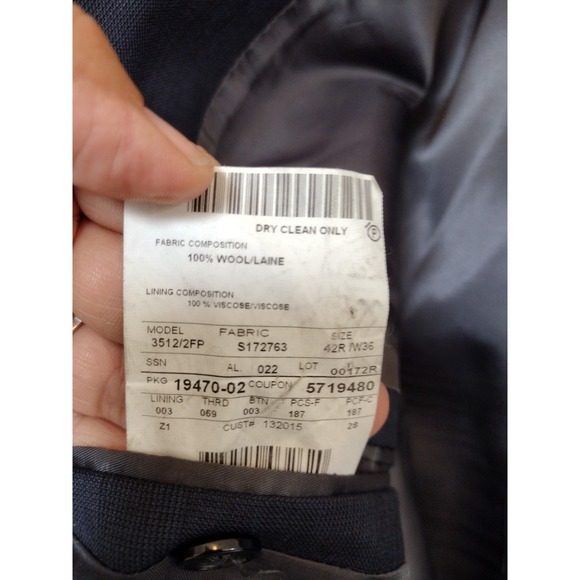 DRY CLEAN ONLY P
FABRIC COMPOSITION
100% WOOL/LAINE
LINING COMPOSITION
100 % VISCOSE/VISCOSE
MODEL FABRIC SIZE
3512/2FP S172763 42R /W36
SSN AL. 022 LOT 00172R
PKG 19470-02 COUPON 5719480
LINING THRD BTN PCS-F PCF-C
003 069 003 187 187
Z1 CUST# 132015 28